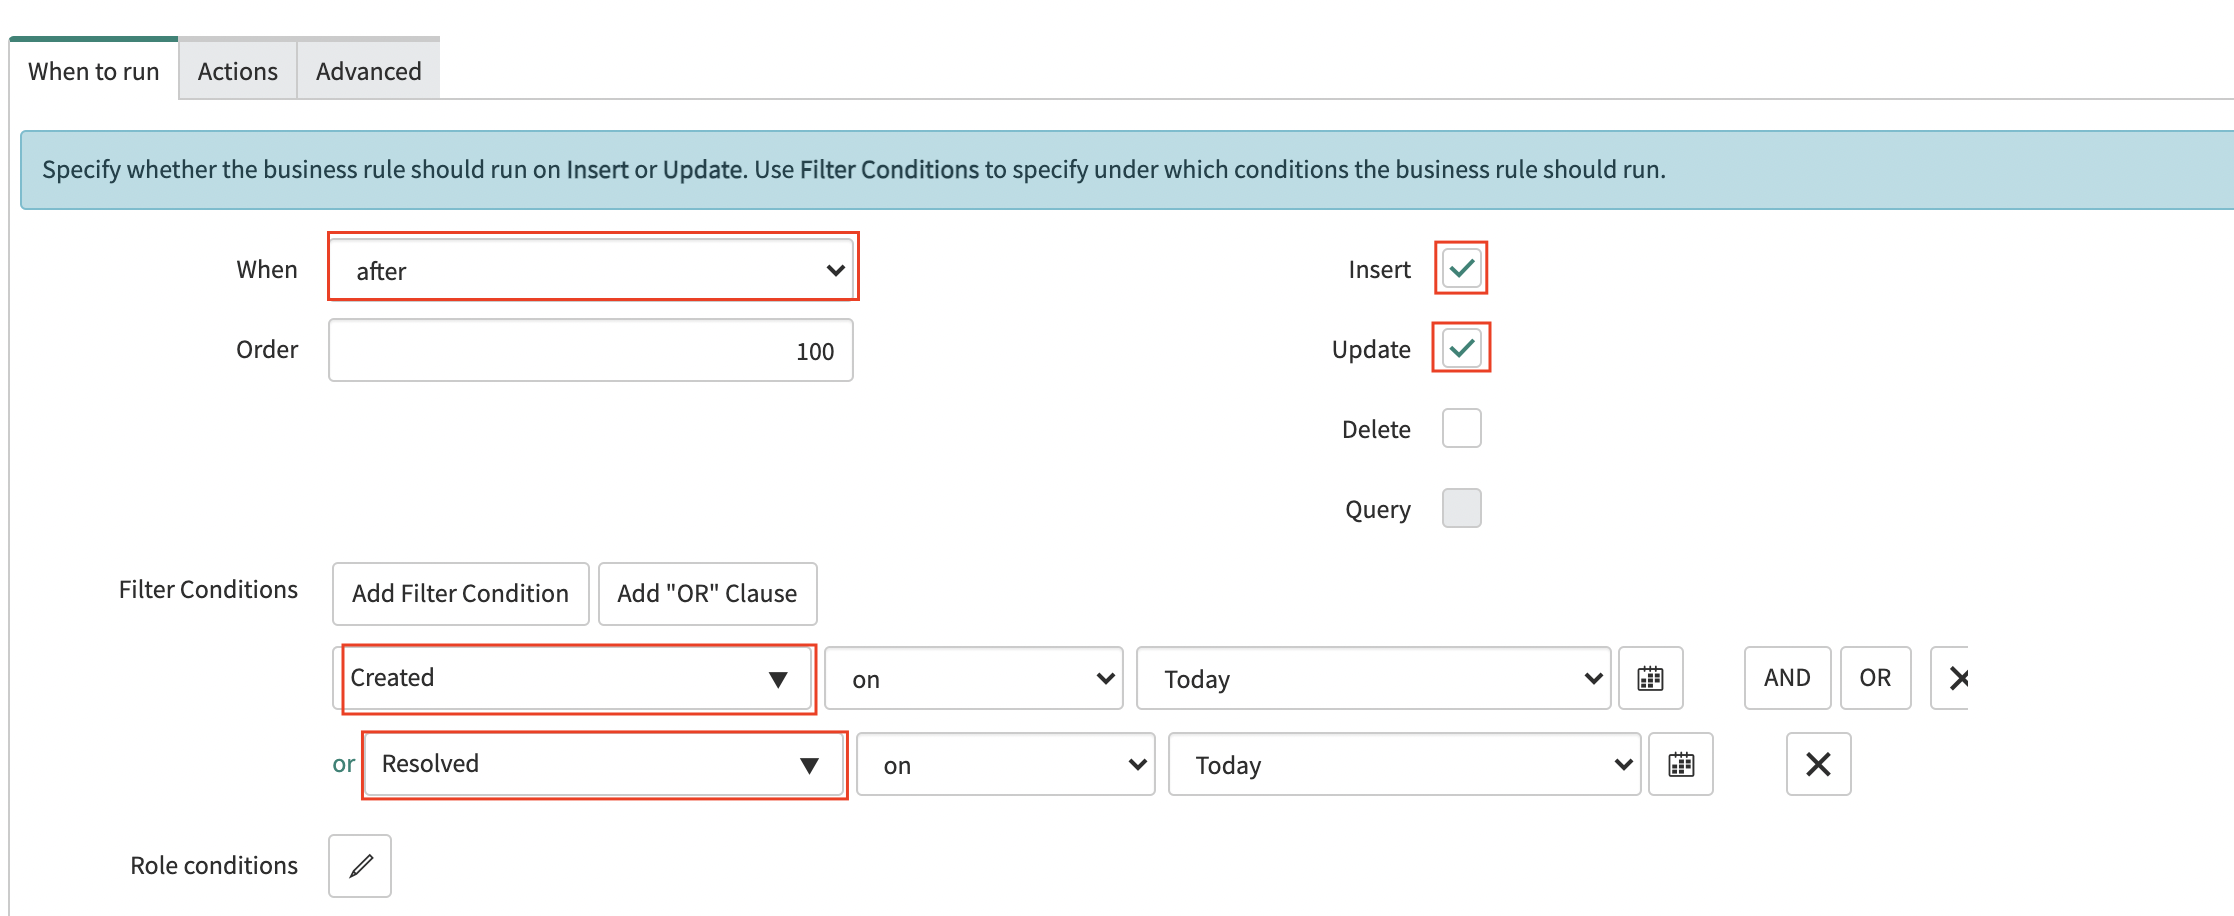 When to run Actions Advanced
Specify whether the business rule should run on Insert or Update. Use Filter Conditions to specify under which conditions the business rule should run.
When after Insert
Order 100 Update
Delete
Query
Filter Conditions Add Filter Condition Add "OR" Clause
Created on Today AND OR
or Resolved on Today
Role conditions